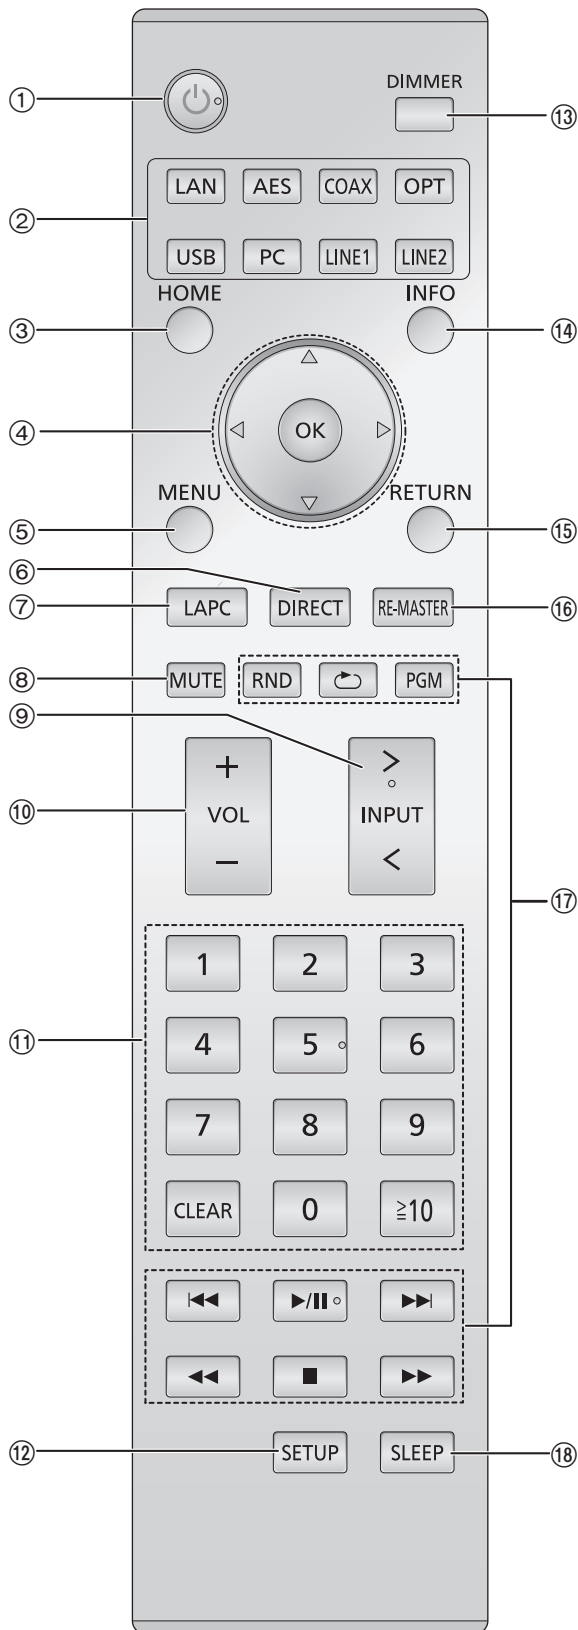 ① DIMMER ⑬
LAN AES COAX OPT
②
USB PC LINE1 LINE2
HOME INFO
③ ⑭
④ OK
MENU RETURN
⑤ ⑮
⑥
⑦ LAPC DIRECT RE-MASTER ⑯
⑧ MUTE RND PGM
⑨
+ >
⑩ VOL INPUT
− <
⑰
1 2 3
⑪ 4 5 6
7 8 9
CLEAR 0 ≧10
⑫ SETUP SLEEP ⑱